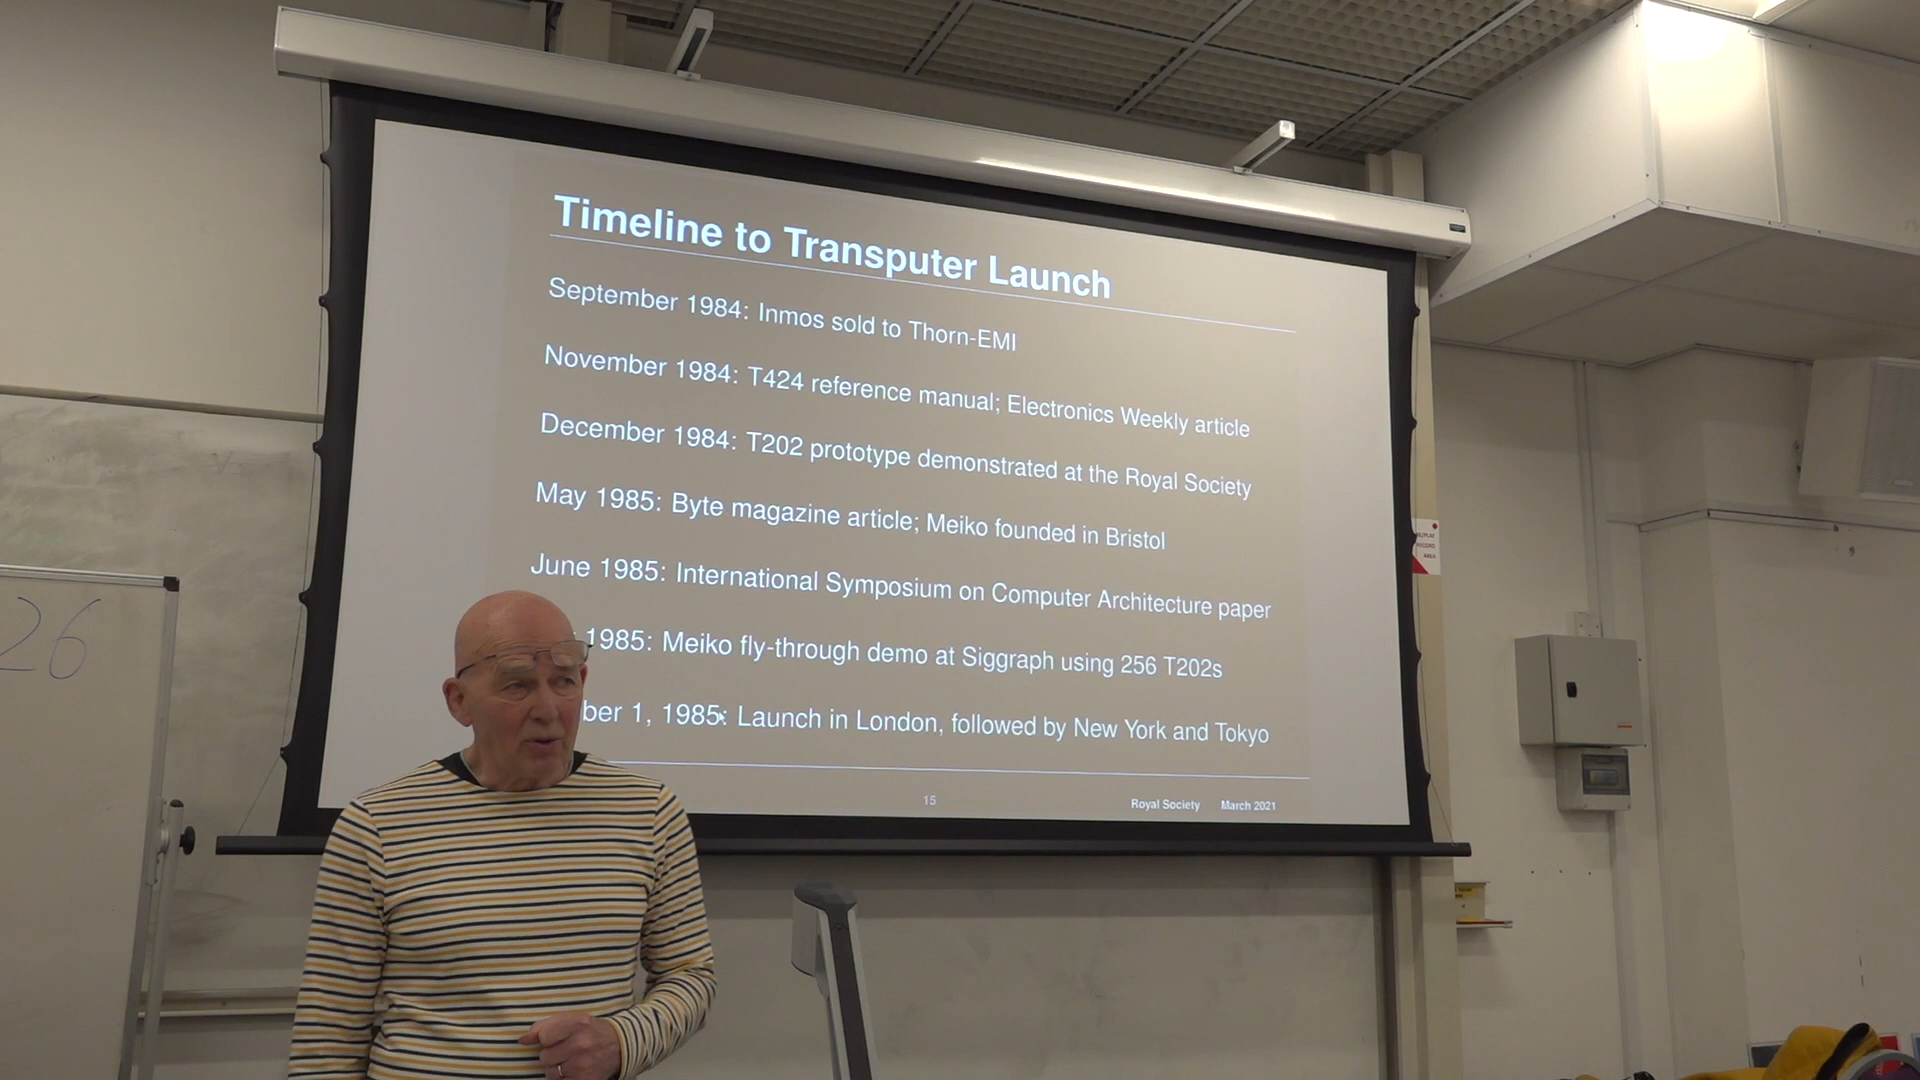 Timeline to Transputer Launch
September 1984: Inmos sold to Thorn-EMI
November 1984: T424 reference manual; Electronics Weekly article
December 1984: T202 prototype demonstrated at the Royal Society
May 1985: Byte magazine article; Meiko founded in Bristol
June 1985: International Symposium on Computer Architecture paper
1985: Meiko fly-through demo at Siggraph using 256 T202s
ber 1, 1985: Launch in London, followed by New York and Tokyo
15 Royal Society March 2021
26